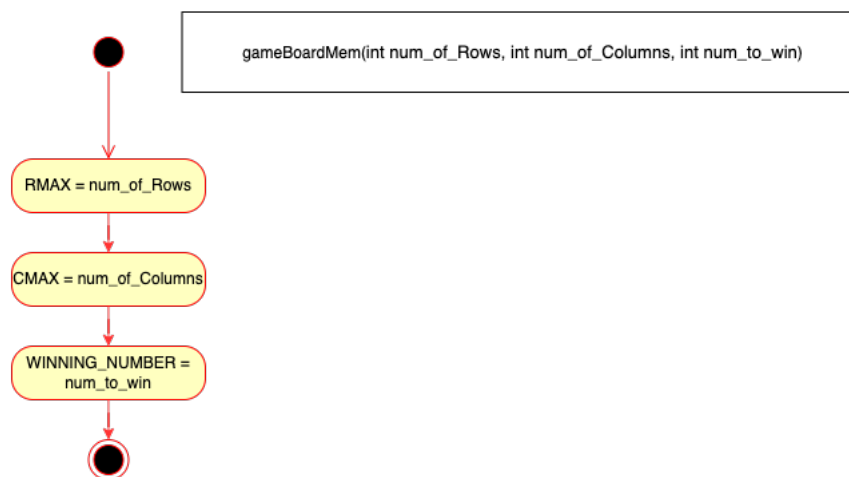 gameBoardMem(int num_of_Rows, int num_of_Columns, int num_to_win)
RMAX = num_of_Rows
CMAX = num_of_Columns
WINNING_NUMBER =
num_to_win